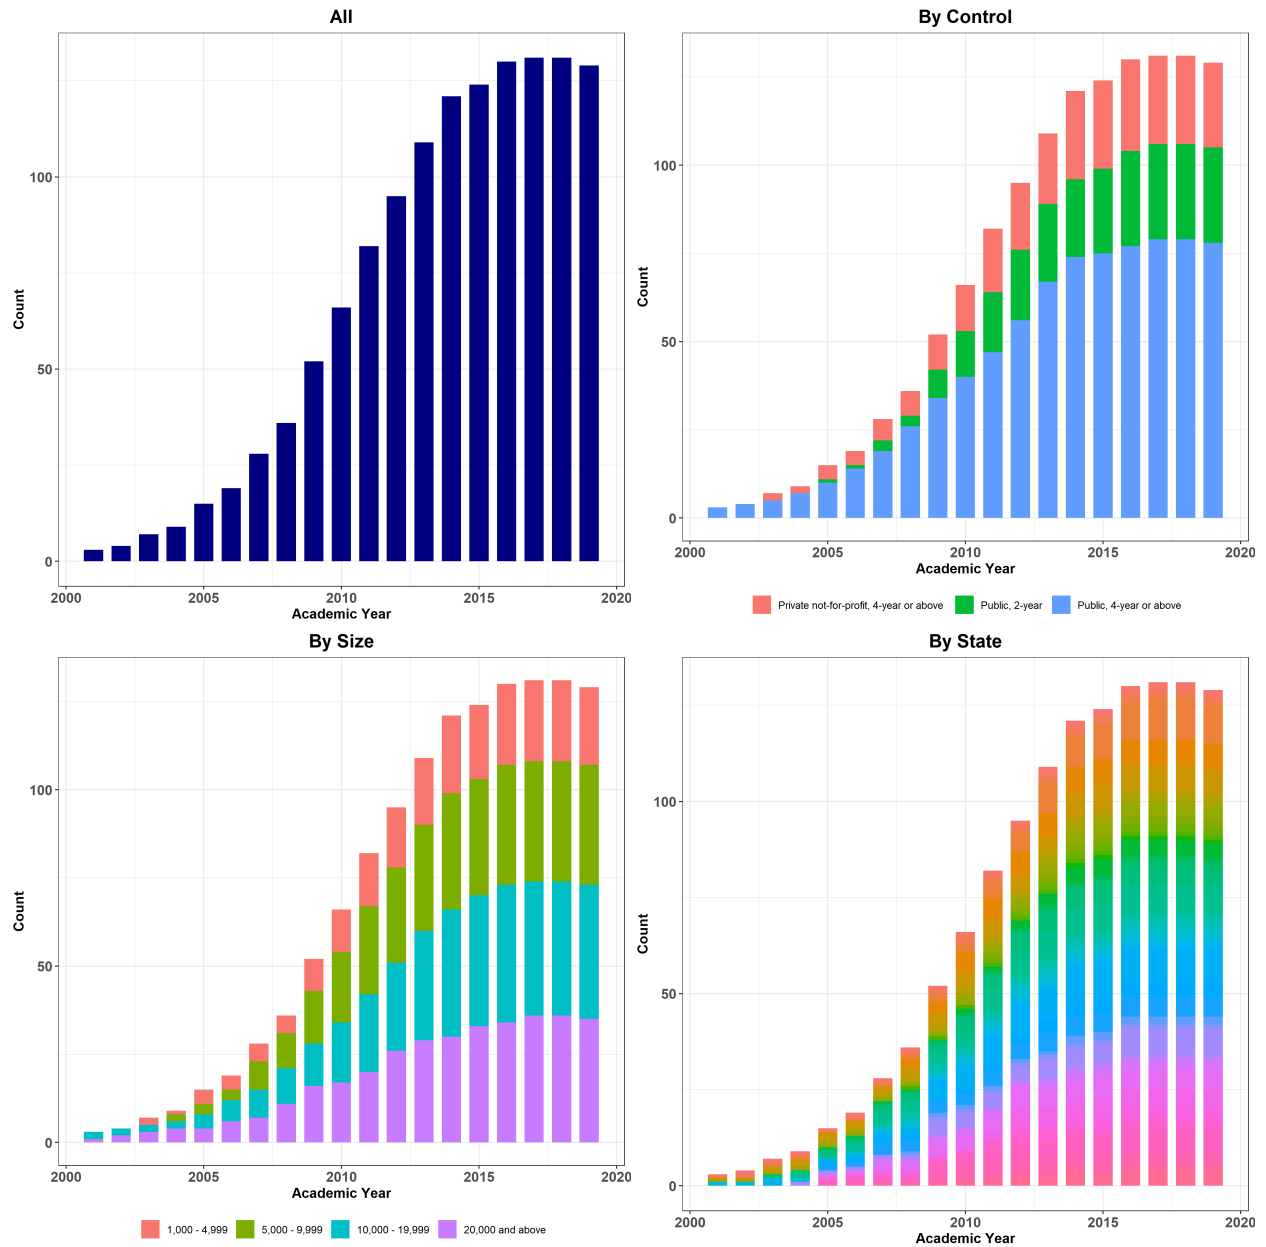 All
Count
100
50
0
2000 2005 2010 2015 2020
Academic Year
By Control
Count
100
50
0
2000 2005 2010 2015 2020
Academic Year
Private not-for-profit, 4-year or above Public, 2-year Public, 4-year or above
By Size
Count
100
50
0
2000 2005 2010 2015 2020
Academic Year
1,000 - 4,999 5,000 - 9,999 10,000 - 19,999 20,000 and above
By State
Count
100
50
0
2000 2005 2010 2015 2020
Academic Year